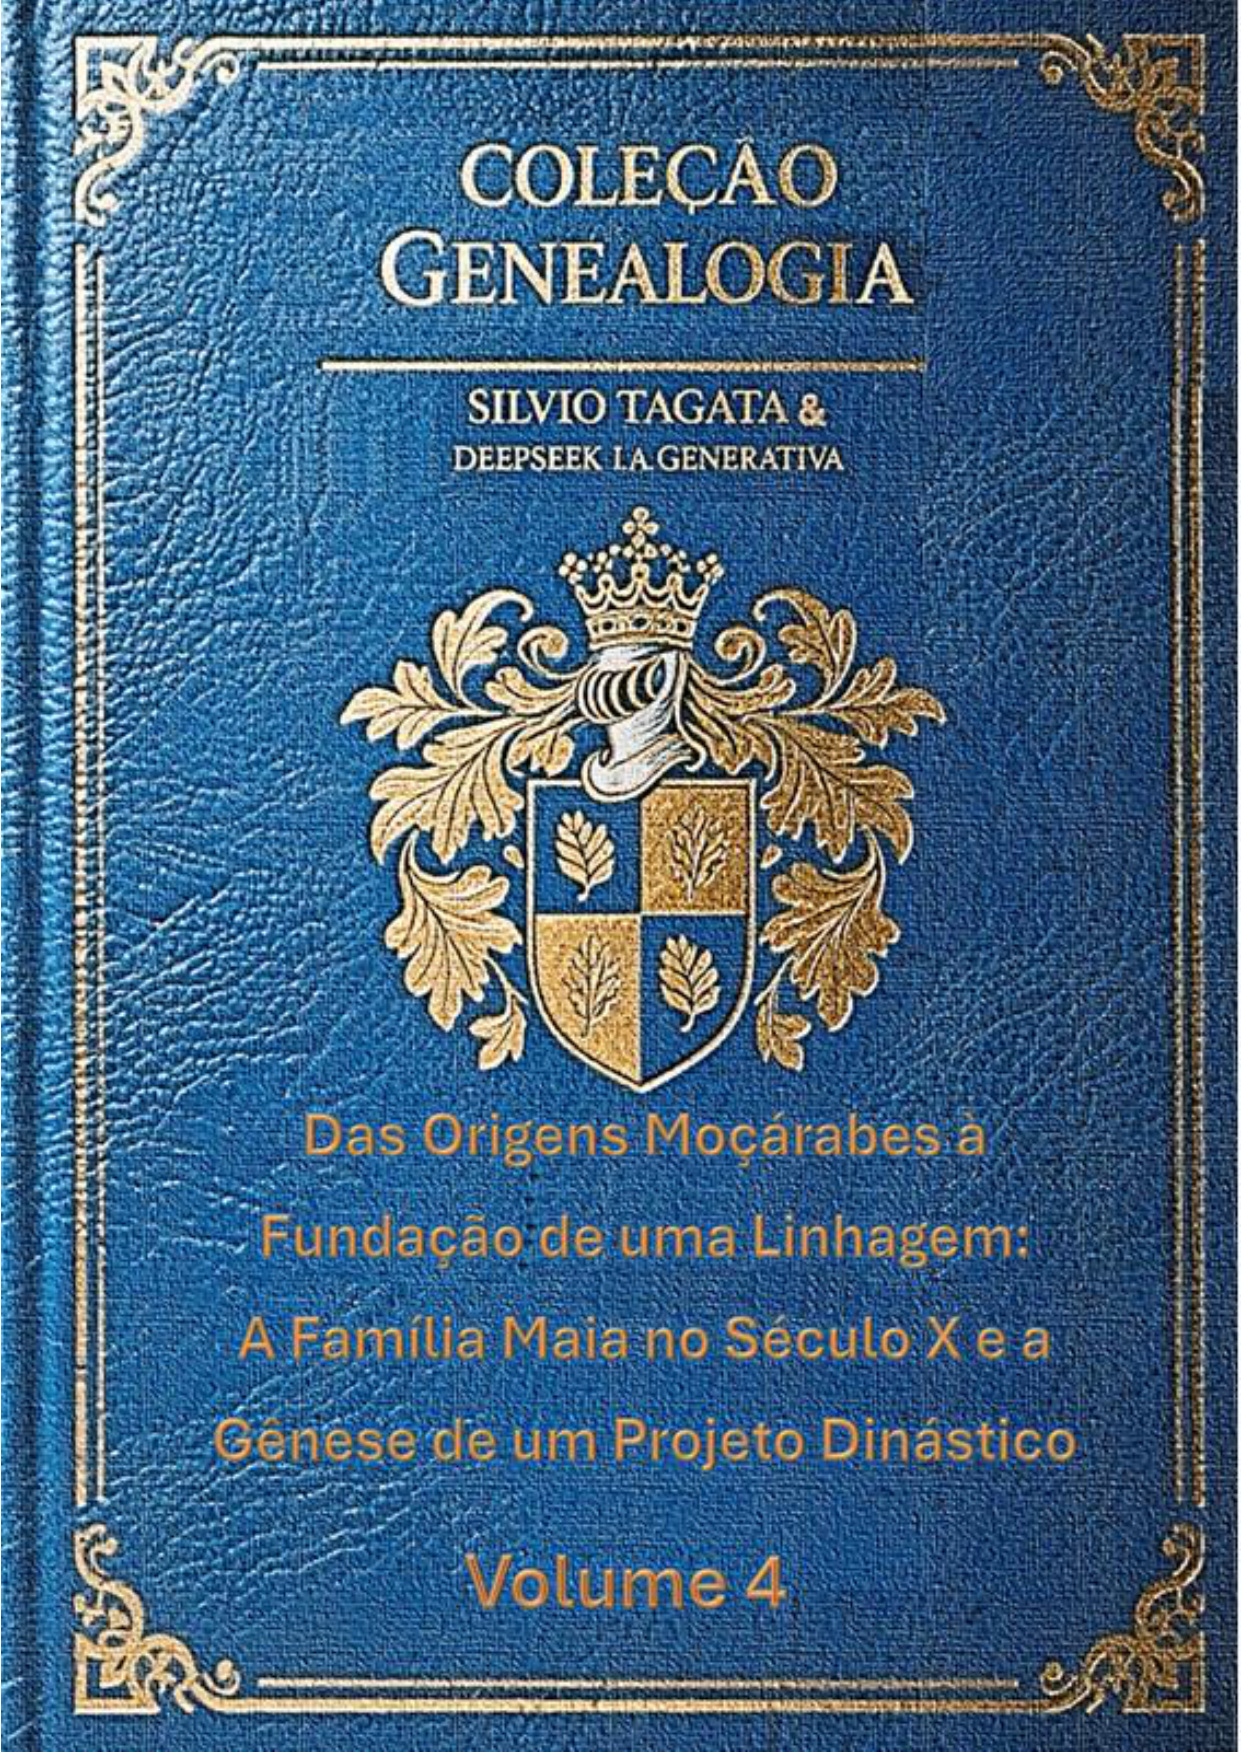 COLEÇÃO
GENEALOGIA
SILVIO TAGATA &
DEEPSEEK I.A. GENERATIVA
Das Origens Moçárabes à
Fundação de uma Linhagem:
A Família Maia no Século X e a
Gênese de um Projeto Dinástico
Volume 4